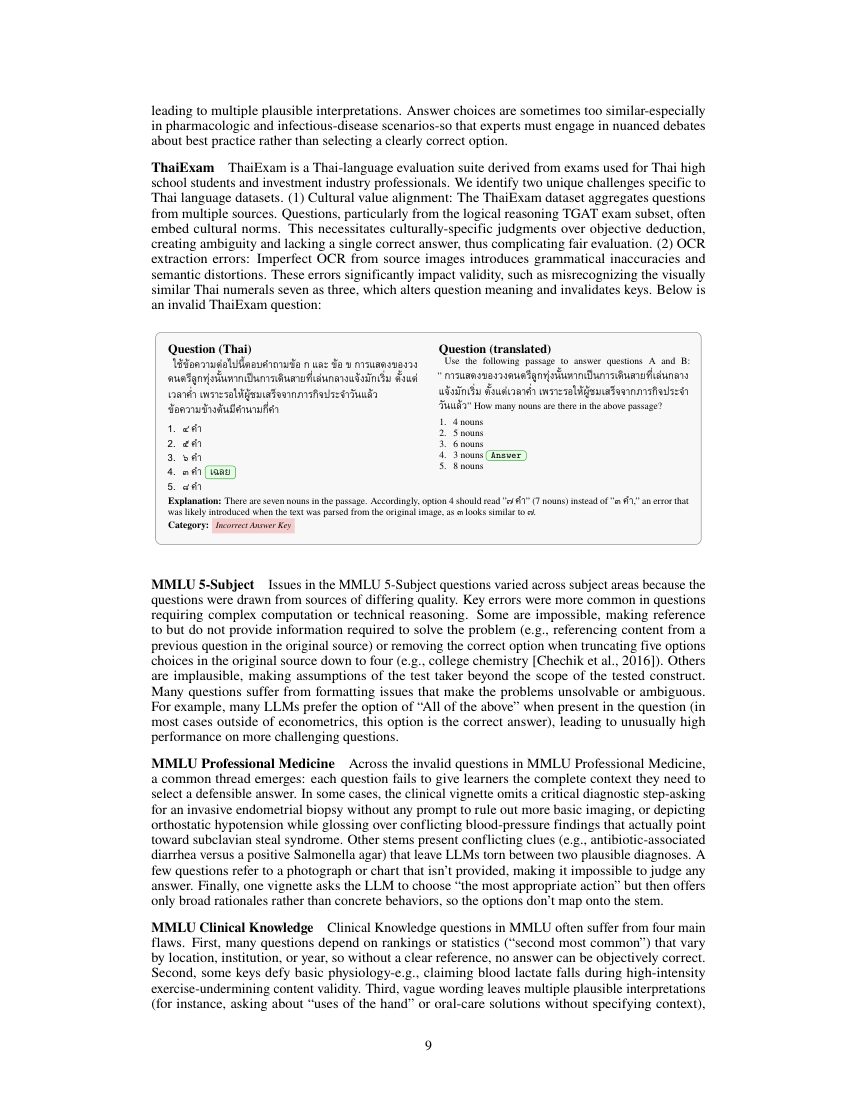 leading to multiple plausible interpretations. Answer choices are sometimes too similar-especially
in pharmacologic and infectious-disease scenarios-so that experts must engage in nuanced debates
about best practice rather than selecting a clearly correct option.
ThaiExam ThaiExam is a Thai-language evaluation suite derived from exams used for Thai high
school students and investment industry professionals. We identify two unique challenges specific to
Thai language datasets. (1) Cultural value alignment: The ThaiExam dataset aggregates questions
from multiple sources. Questions, particularly from the logical reasoning TGAT exam subset, often
embed cultural norms. This necessitates culturally-specific judgments over objective deduction,
creating ambiguity and lacking a single correct answer, thus complicating fair evaluation. (2) OCR
extraction errors: Imperfect OCR from source images introduces grammatical inaccuracies and
semantic distortions. These errors significantly impact validity, such as misrecognizing the visually
similar Thai numerals seven as three, which alters question meaning and invalidates keys. Below is
an invalid ThaiExam question:
Question (Thai)
ใช้ข้อความต่อไปนี้ตอบคำถามข้อ ก และ ข้อ ข การแสดงของวง
ดนตรีลูกทุ่งนั้นหากเป็นการเดินสายที่เล่นกลางแจ้งมักเริ่ม ตั้งแต่
เวลาค่ำ เพราะรอให้ผู้ชมเสร็จจากภารกิจประจำวันแล้ว
ข้อความข้างต้นมีคำนามกี่คำ
1. ๔ คำ
2. ๕ คำ
3. ๖ คำ
4. ๓ คำ เฉลย
5. ๘ คำ
Question (translated)
Use the following passage to answer questions A and B:
“ การแสดงของวงดนตรีลูกทุ่งนั้นหากเป็นการเดินสายที่เล่นกลาง
แจ้งมักเริ่ม ตั้งแต่เวลาค่ำ เพราะรอให้ผู้ชมเสร็จจากภารกิจประจำ
วันแล้ว“ How many nouns are there in the above passage?
1. 4 nouns
2. 5 nouns
3. 6 nouns
4. 3 nouns Answer
5. 8 nouns
Explanation: There are seven nouns in the passage. Accordingly, option 4 should read ”๗ คำ” (7 nouns) instead of ”๓ คำ,” an error that
was likely introduced when the text was parsed from the original image, as ๓ looks similar to ๗.
Category: Incorrect Answer Key
MMLU 5-Subject Issues in the MMLU 5-Subject questions varied across subject areas because the
questions were drawn from sources of differing quality. Key errors were more common in questions
requiring complex computation or technical reasoning. Some are impossible, making reference
to but do not provide information required to solve the problem (e.g., referencing content from a
previous question in the original source) or removing the correct option when truncating five options
choices in the original source down to four (e.g., college chemistry [Chechik et al., 2016]). Others
are implausible, making assumptions of the test taker beyond the scope of the tested construct.
Many questions suffer from formatting issues that make the problems unsolvable or ambiguous.
For example, many LLMs prefer the option of “All of the above” when present in the question (in
most cases outside of econometrics, this option is the correct answer), leading to unusually high
performance on more challenging questions.
MMLU Professional Medicine Across the invalid questions in MMLU Professional Medicine,
a common thread emerges: each question fails to give learners the complete context they need to
select a defensible answer. In some cases, the clinical vignette omits a critical diagnostic step-asking
for an invasive endometrial biopsy without any prompt to rule out more basic imaging, or depicting
orthostatic hypotension while glossing over conflicting blood-pressure findings that actually point
toward subclavian steal syndrome. Other stems present conflicting clues (e.g., antibiotic-associated
diarrhea versus a positive Salmonella agar) that leave LLMs torn between two plausible diagnoses. A
few questions refer to a photograph or chart that isn’t provided, making it impossible to judge any
answer. Finally, one vignette asks the LLM to choose “the most appropriate action” but then offers
only broad rationales rather than concrete behaviors, so the options don’t map onto the stem.
MMLU Clinical Knowledge Clinical Knowledge questions in MMLU often suffer from four main
flaws. First, many questions depend on rankings or statistics (“second most common”) that vary
by location, institution, or year, so without a clear reference, no answer can be objectively correct.
Second, some keys defy basic physiology-e.g., claiming blood lactate falls during high-intensity
exercise-undermining content validity. Third, vague wording leaves multiple plausible interpretations
(for instance, asking about “uses of the hand” or oral-care solutions without specifying context),
9